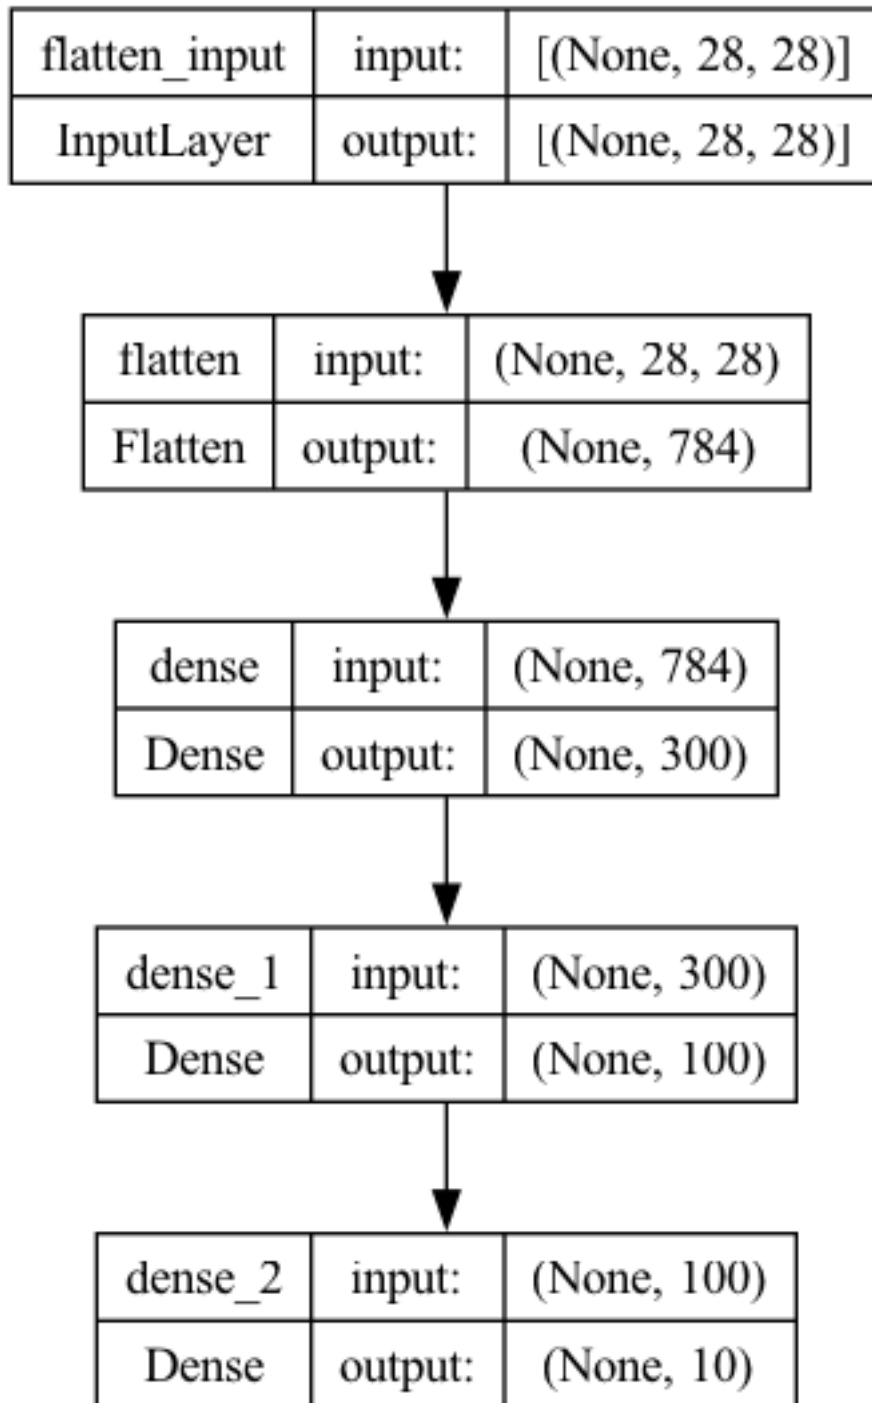 flatten_input input: [(None, 28, 28)]
InputLayer output: [(None, 28, 28)]
flatten input: (None, 28, 28)
Flatten output: (None, 784)
dense input: (None, 784)
Dense output: (None, 300)
dense_1 input: (None, 300)
Dense output: (None, 100)
dense_2 input: (None, 100)
Dense output: (None, 10)